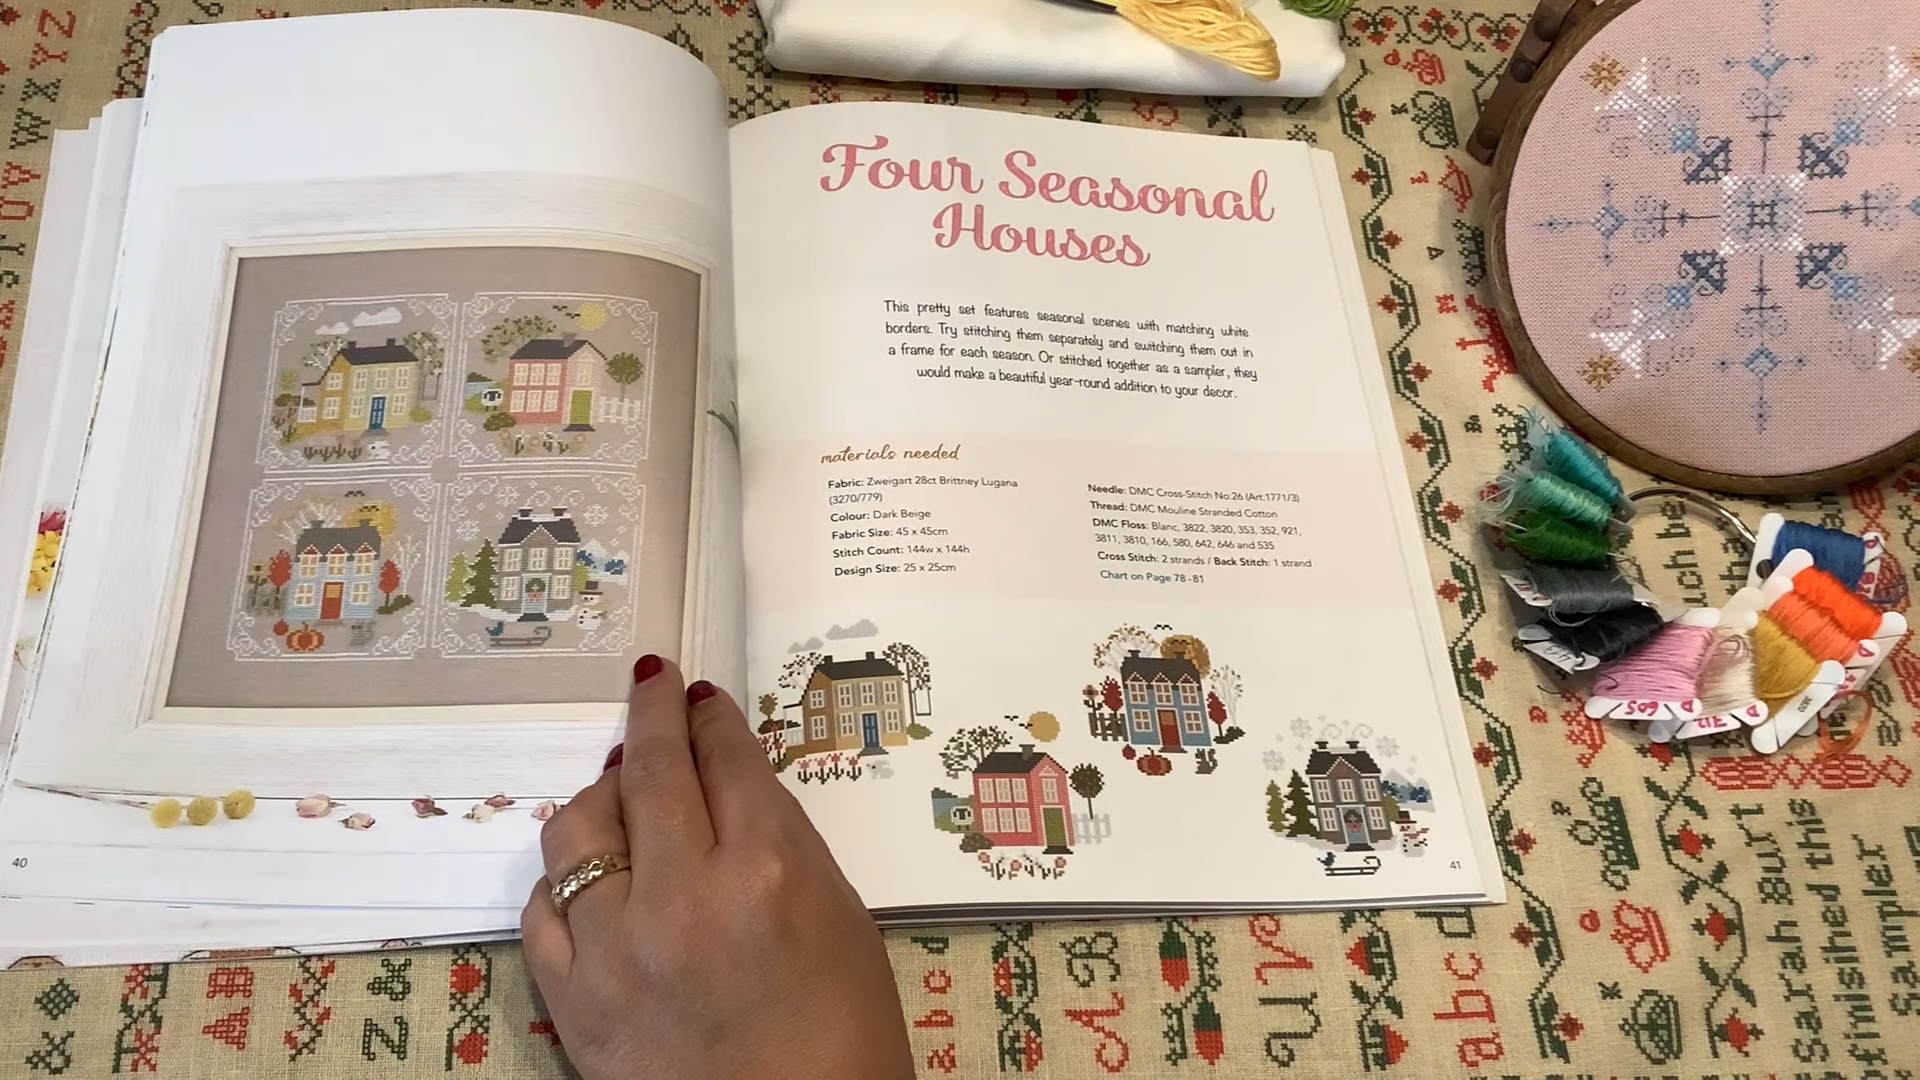 Four Seasonal
Houses
This pretty set features seasonal scenes with matching white
borders. Try stitching them separately and switching them out in
a frame for each season. Or stitched together as a sampler, they
would make a beautiful year-round addition to your decor.
materials needed
Fabric: Zweigart 28ct Brittney Lugana
(3270/779)
Colour: Dark Beige
Fabric Size: 45 x 45cm
Stitch Count: 144w x 144h
Design Size: 25 x 25cm
Needle: DMC Cross-Stitch No:26 (Art:1771/3)
Thread: DMC Mouline Stranded Cotton
DMC Floss: Blanc, 3822, 3820, 353, 352, 921,
3811, 3810, 166, 580, 642, 646 and 535
Cross Stitch: 2 strands / Back Stitch: 1 strand
Chart on Page 78-81
40
41
605
712
W X Y Z
A B
Z &
a b c d
A B
U V
a b c d
Sarah Burt
finished this
Sampler